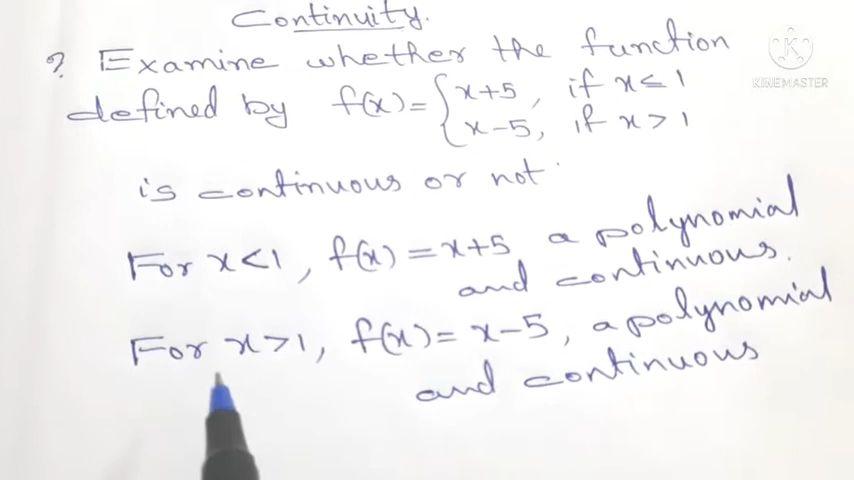 Continuity.
? Examine whether the function
defined by f(x) = { x+5, if x ≤ 1
x-5, if x > 1
is continuous or not.
For x < 1, f(x) = x+5 a polynomial
and continuous.
For x > 1, f(x) = x-5, a polynomial
and continuous
K
KINEMASTER